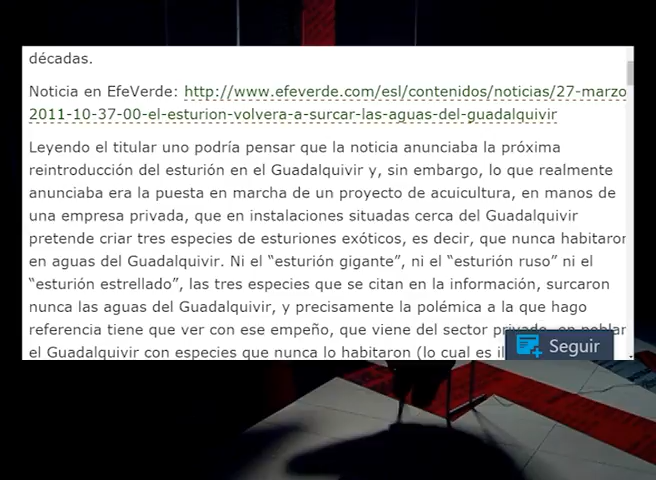 décadas.
Noticia en EfeVerde: http://www.efeverde.com/esl/contenidos/noticias/27-marzo
2011-10-37-00-el-esturion-volvera-a-surcar-las-aguas-del-guadalquivir
Leyendo el titular uno podría pensar que la noticia anunciaba la próxima
reintroducción del esturión en el Guadalquivir y, sin embargo, lo que realmente
anunciaba era la puesta en marcha de un proyecto de acuicultura, en manos de
una empresa privada, que en instalaciones situadas cerca del Guadalquivir
pretende criar tres especies de esturiones exóticos, es decir, que nunca habitaron
en aguas del Guadalquivir. Ni el “esturión gigante”, ni el “esturión ruso” ni el
“esturión estrellado”, las tres especies que se citan en la información, surcaron
nunca las aguas del Guadalquivir, y precisamente la polémica a la que hago
referencia tiene que ver con ese empeño, que viene del sector privado, en poblar
el Guadalquivir con especies que nunca lo habitaron (lo cual es
Seguir